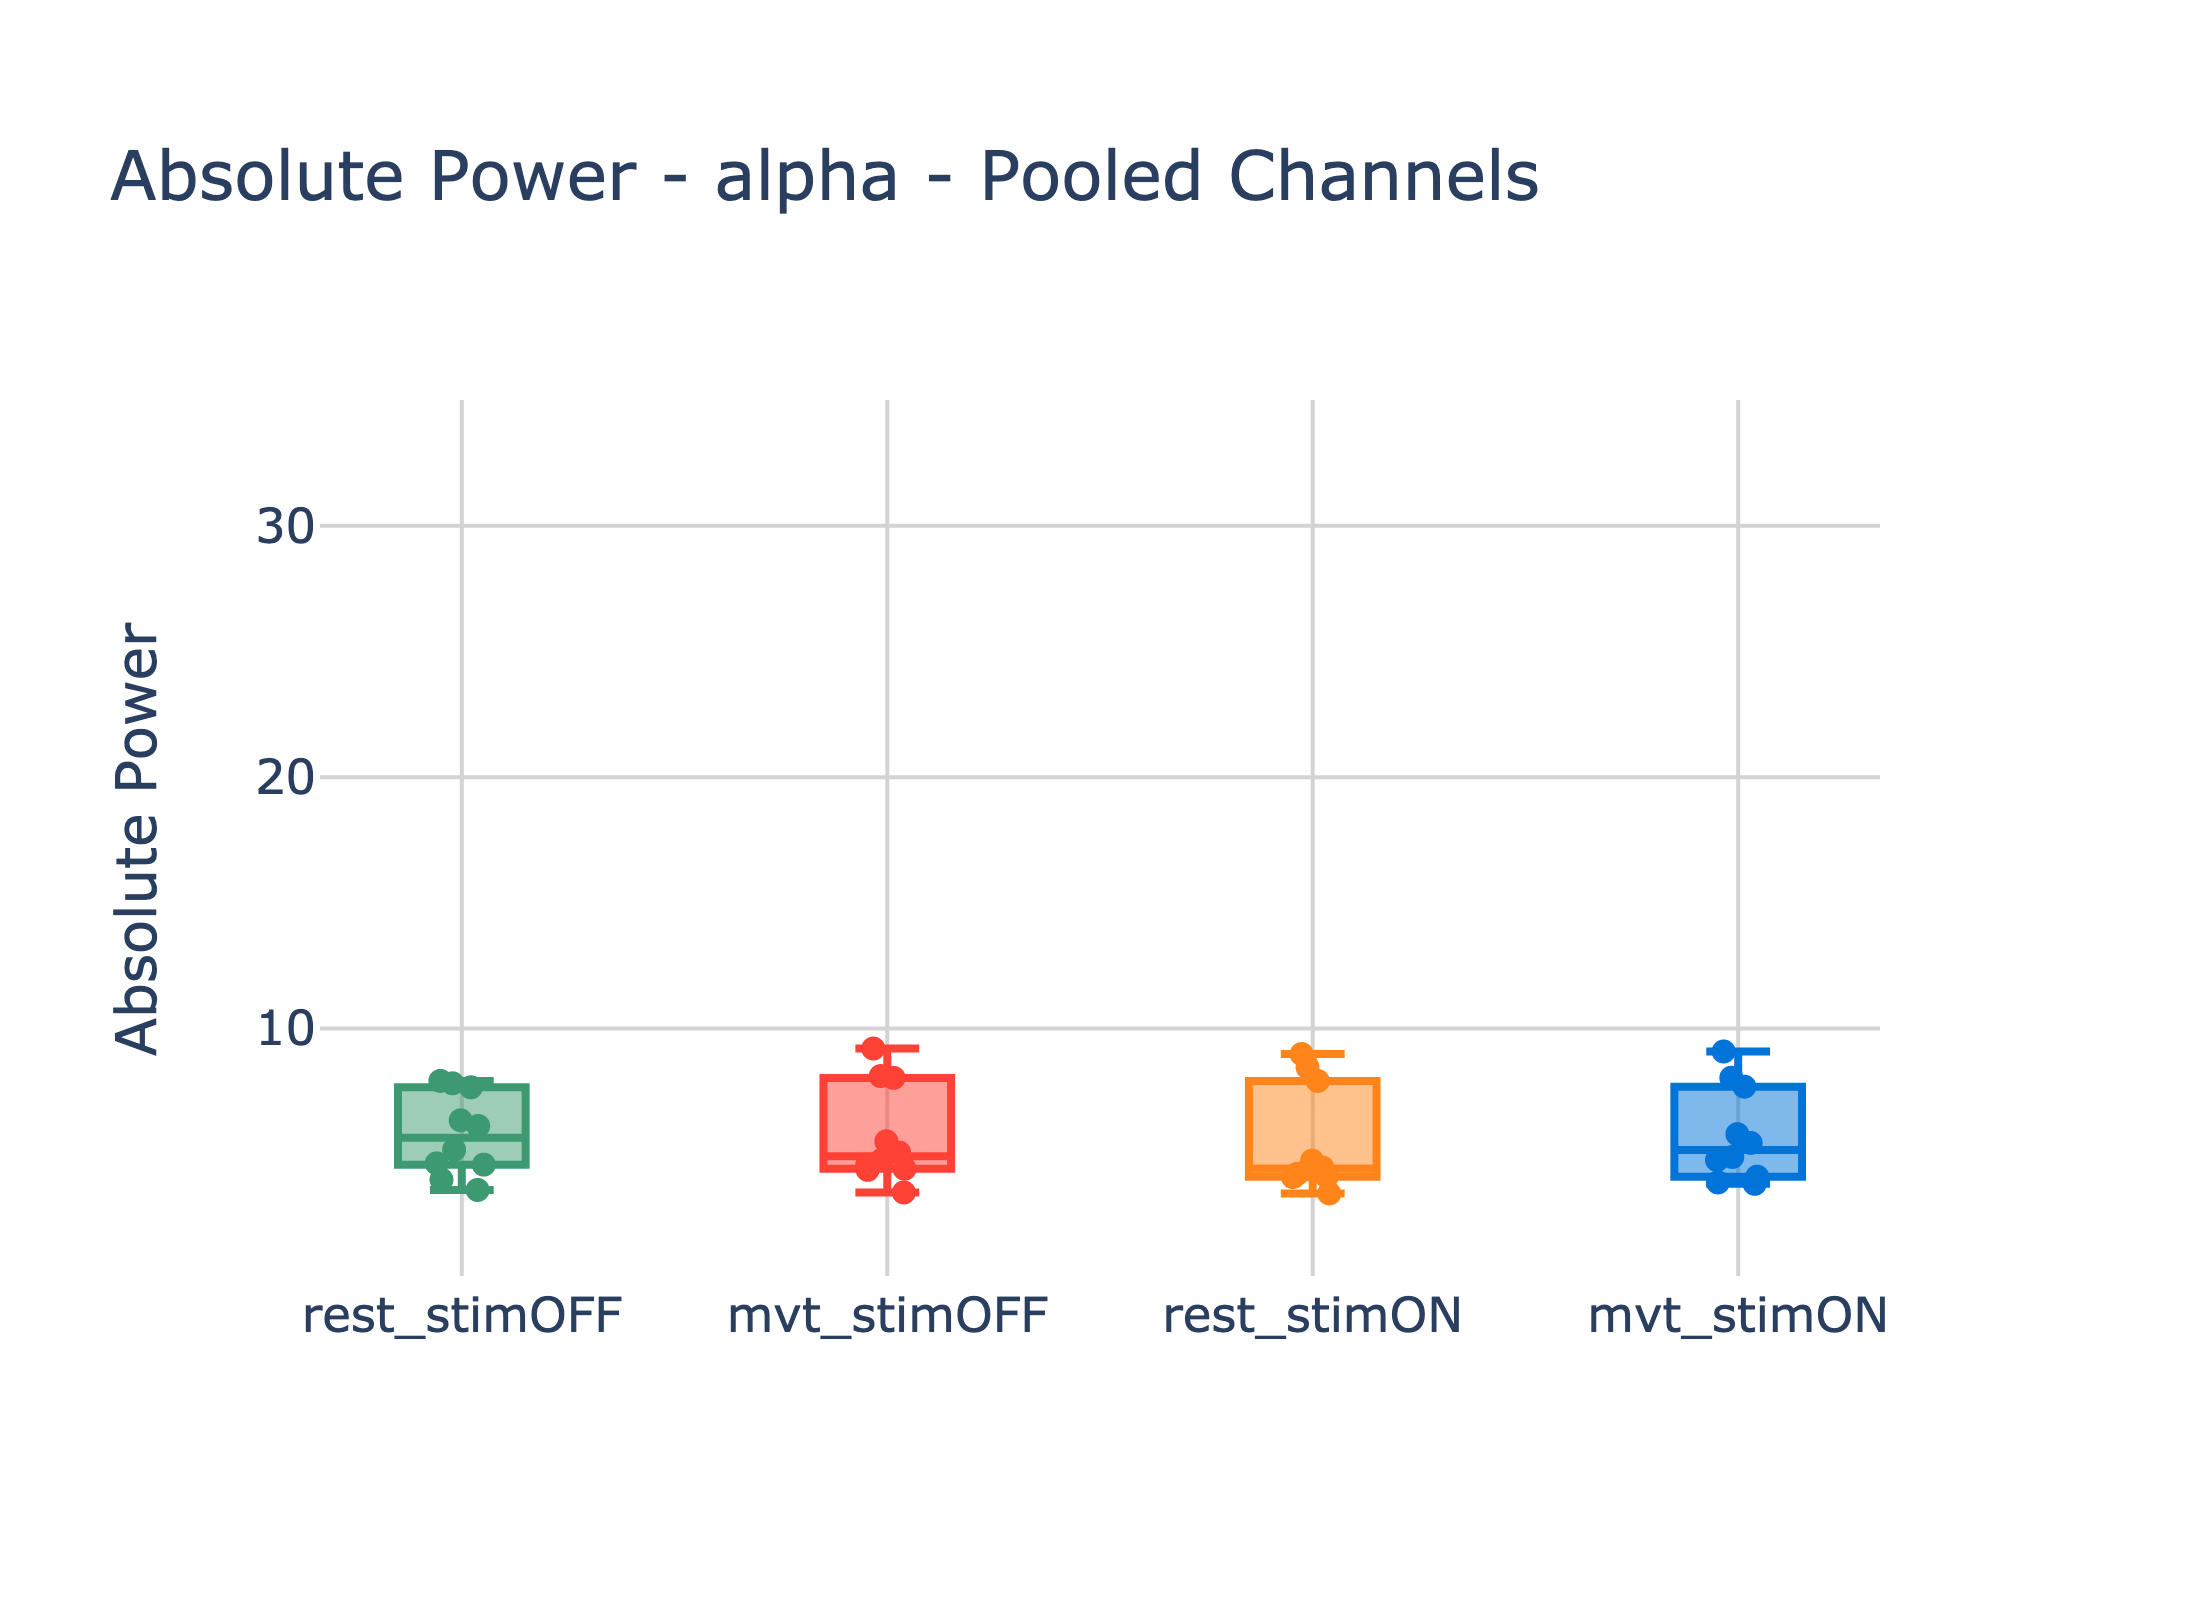 Absolute Power - alpha - Pooled Channels
Absolute Power
30
20
10
rest_stimOFF
mvt_stimOFF
rest_stimON
mvt_stimON